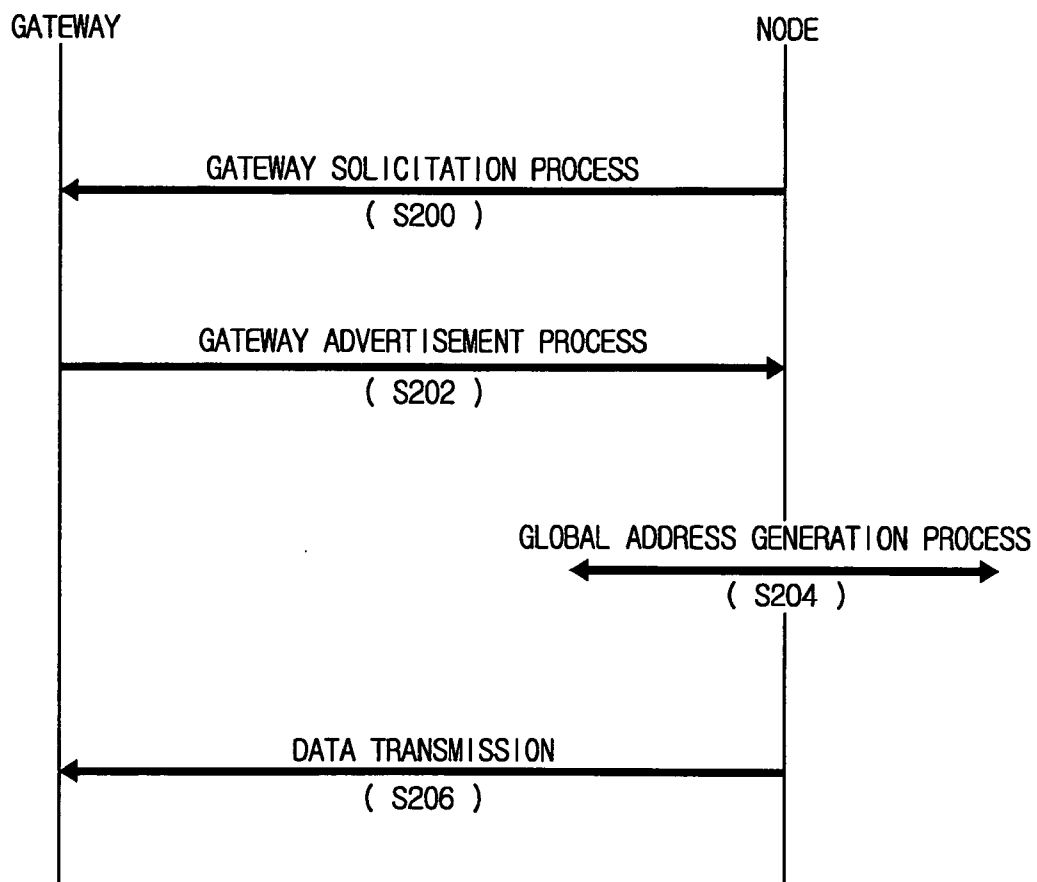 GATEWAY
NODE
GATEWAY SOLICITATION PROCESS
( S200 )
GATEWAY ADVERTISEMENT PROCESS
( S202 )
GLOBAL ADDRESS GENERATION PROCESS
( S204 )
DATA TRANSMISSION
( S206 )